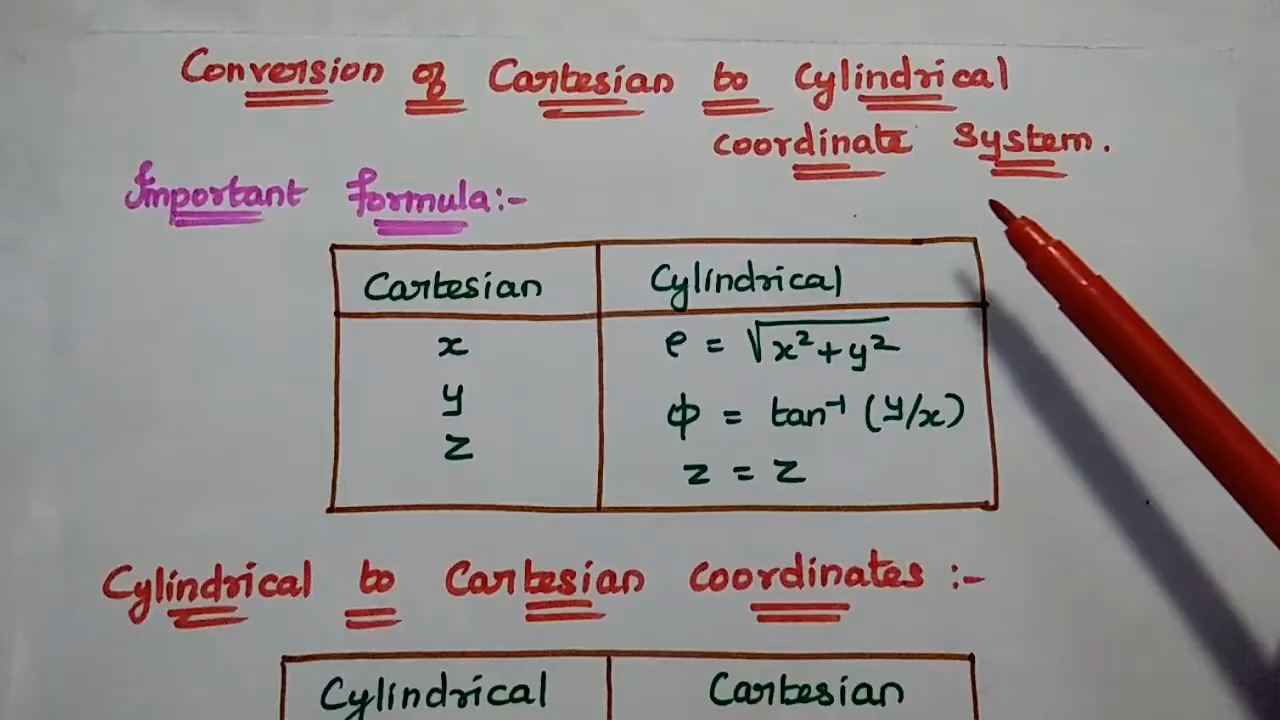 Conversion of Cartesian to Cylindrical
coordinate System.
Important Formula:-
Cartesian Cylindrical
x ρ = √x²+y²
y ϕ = tan⁻¹ (y/x)
z z = z
Cylindrical to Cartesian coordinates :-
Cylindrical Cartesian